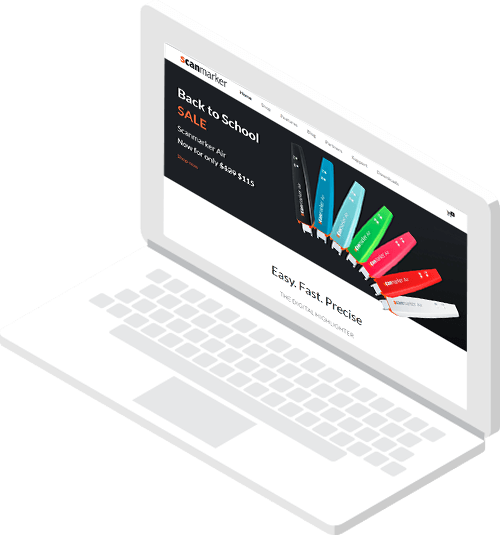 scanmarker
Home Shop Features Blog Partners Support Downloads
Back to School
SALE
Scanmarker Air
Now for only $129 $115
Shop now
Easy. Fast. Precise
THE DIGITAL HIGHLIGHTER